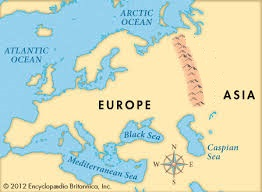 ARCTIC
OCEAN
ATLANTIC
OCEAN
EUROPE
ASIA
Black Sea
Caspian
Sea
Mediterranean Sea
© 2012 Encyclopædia Britannica, Inc.